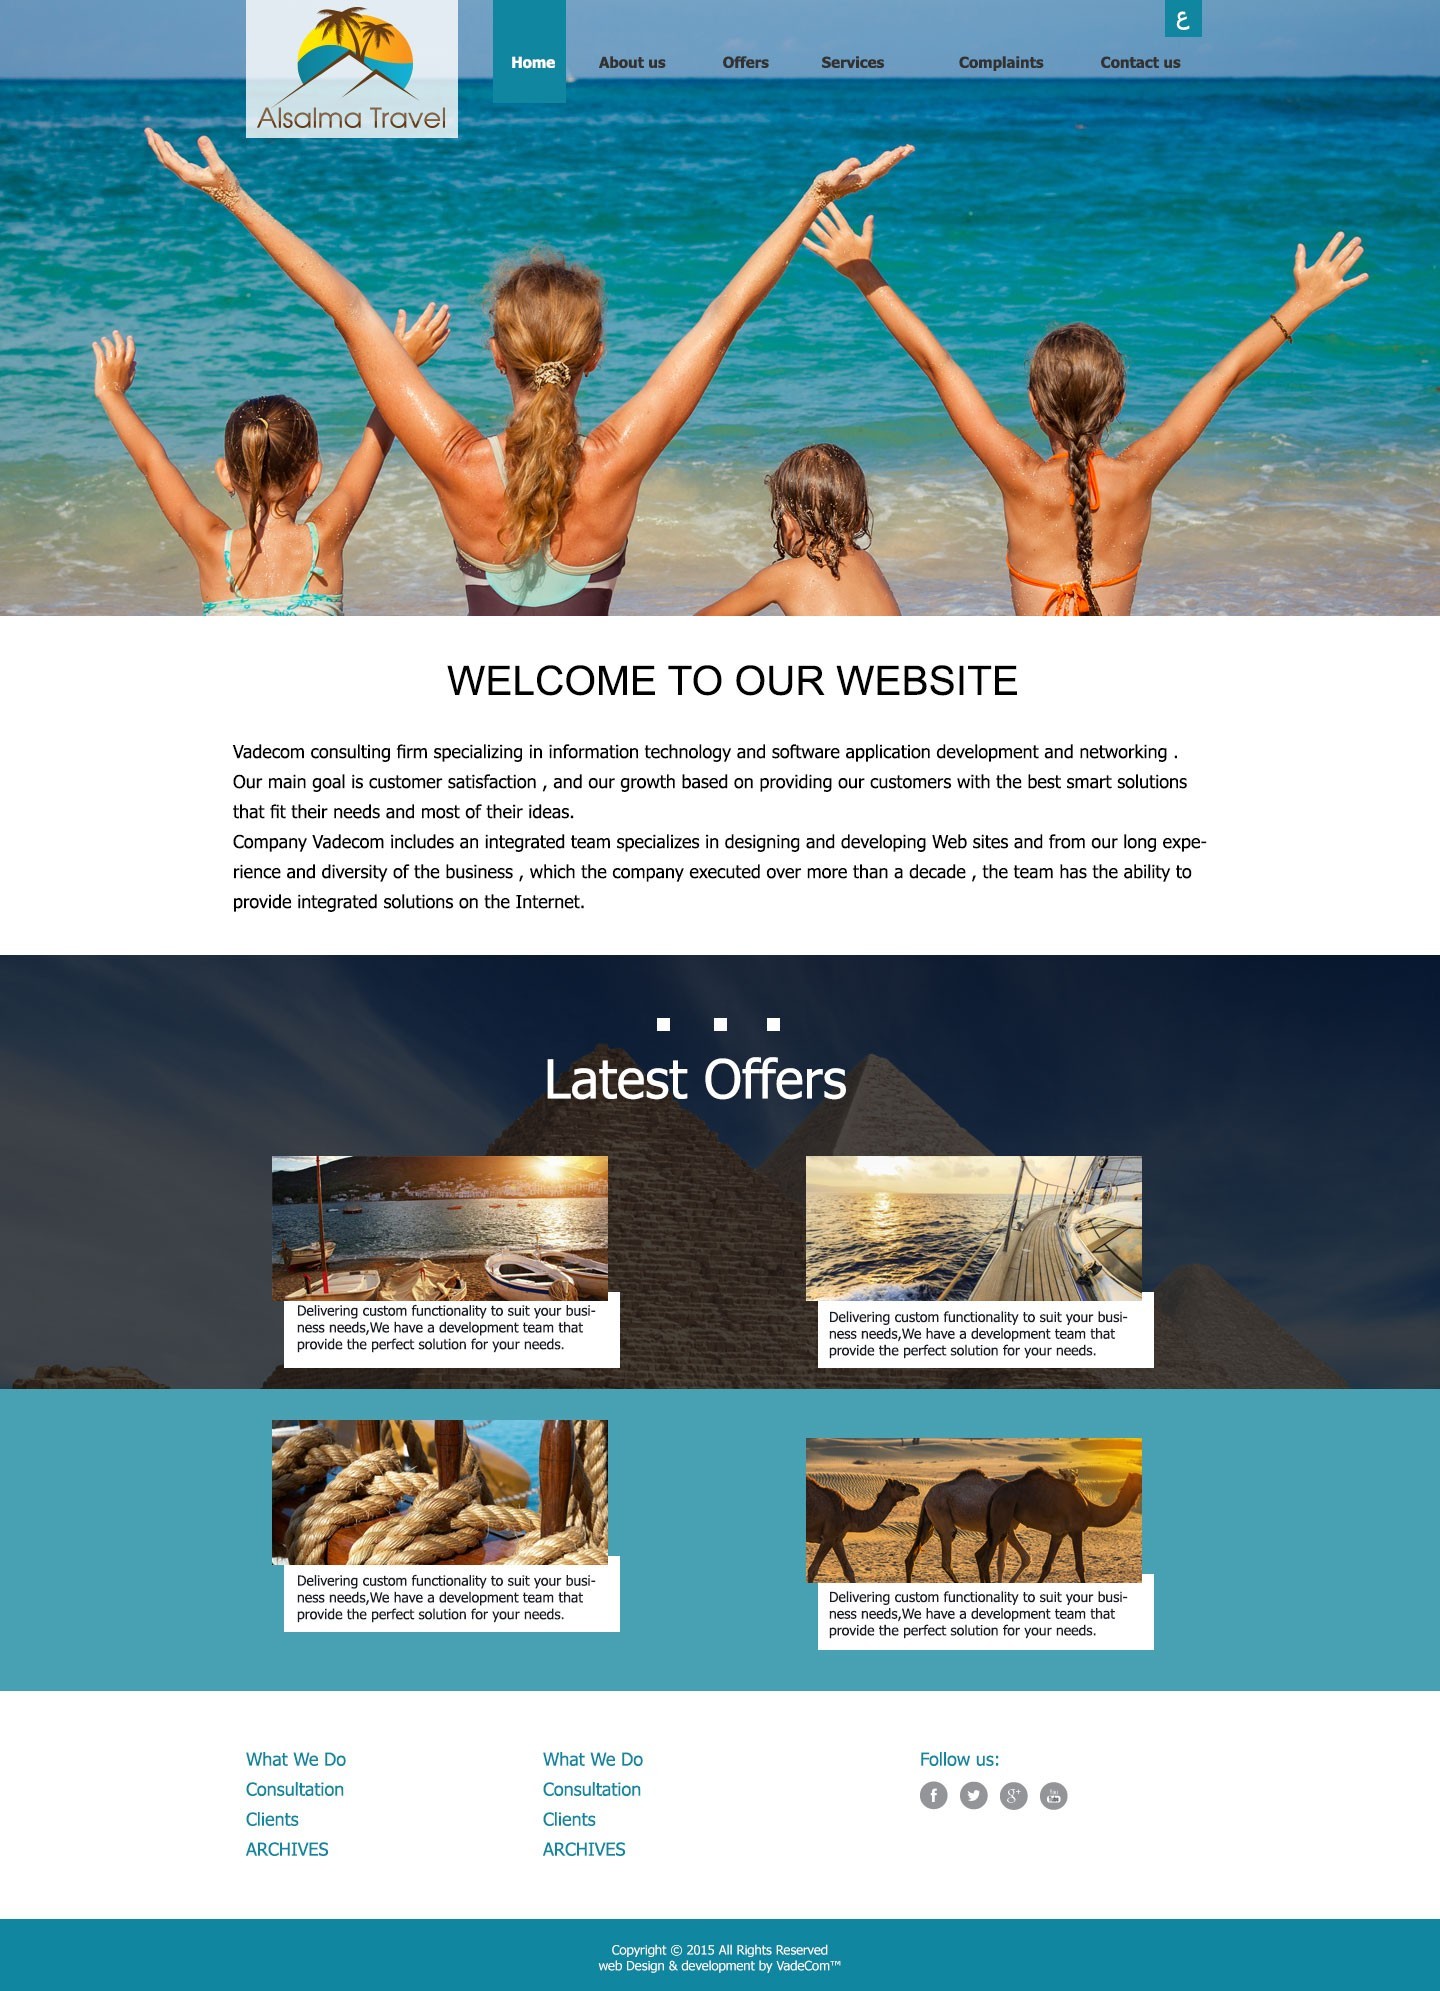 ع
Alsalma Travel
Home About us Offers Services Complaints Contact us
WELCOME TO OUR WEBSITE
Vadecom consulting firm specializing in information technology and software application development and networking .
Our main goal is customer satisfaction , and our growth based on providing our customers with the best smart solutions
that fit their needs and most of their ideas.
Company Vadecom includes an integrated team specializes in designing and developing Web sites and from our long expe-
rience and diversity of the business , which the company executed over more than a decade , the team has the ability to
provide integrated solutions on the Internet.
Latest Offers
Delivering custom functionality to suit your busi-
ness needs,We have a development team that
provide the perfect solution for your needs.
Delivering custom functionality to suit your busi-
ness needs,We have a development team that
provide the perfect solution for your needs.
Delivering custom functionality to suit your busi-
ness needs,We have a development team that
provide the perfect solution for your needs.
Delivering custom functionality to suit your busi-
ness needs,We have a development team that
provide the perfect solution for your needs.
What We Do
Consultation
Clients
ARCHIVES
What We Do
Consultation
Clients
ARCHIVES
Follow us:
Copyright © 2015 All Rights Reserved
web Design & development by VadeCom™